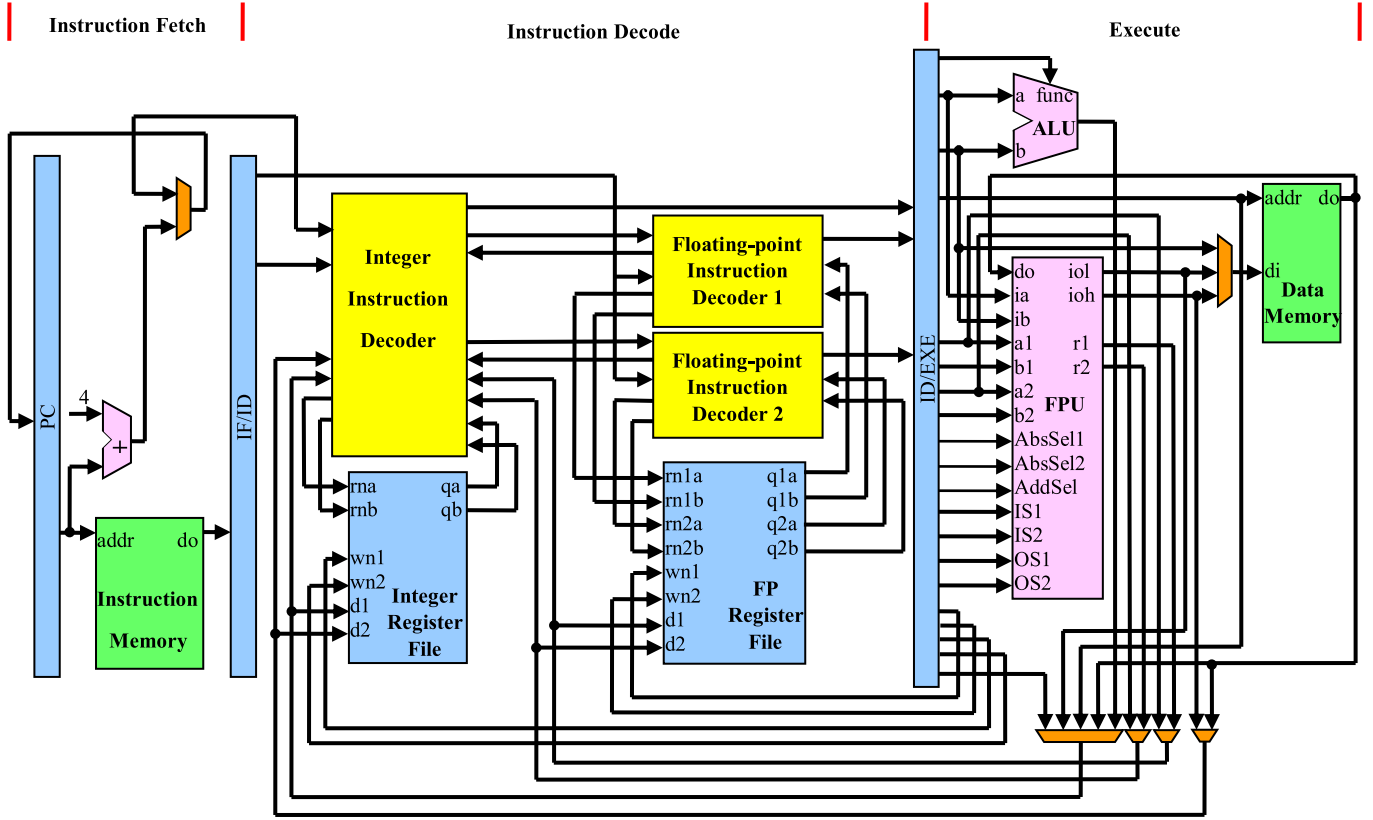 Instruction Fetch
Instruction Decode
Execute
PC
4
+
addr do
Instruction
Memory
IF/ID
Integer
Instruction
Decoder
rna qa
rnb qb
wn1
wn2
d1
d2
Integer
Register
File
Floating-point
Instruction
Decoder 1
Floating-point
Instruction
Decoder 2
rn1a q1a
rn1b q1b
rn2a q2a
rn2b q2b
wn1
wn2
d1
d2
FP
Register
File
ID/EXE
a func
ALU
b
do iol
ia ioh
ib
a1 r1
b1 r2
a2
FPU
b2
AbsSel1
AbsSel2
AddSel
IS1
IS2
OS1
OS2
addr do
di
Data
Memory